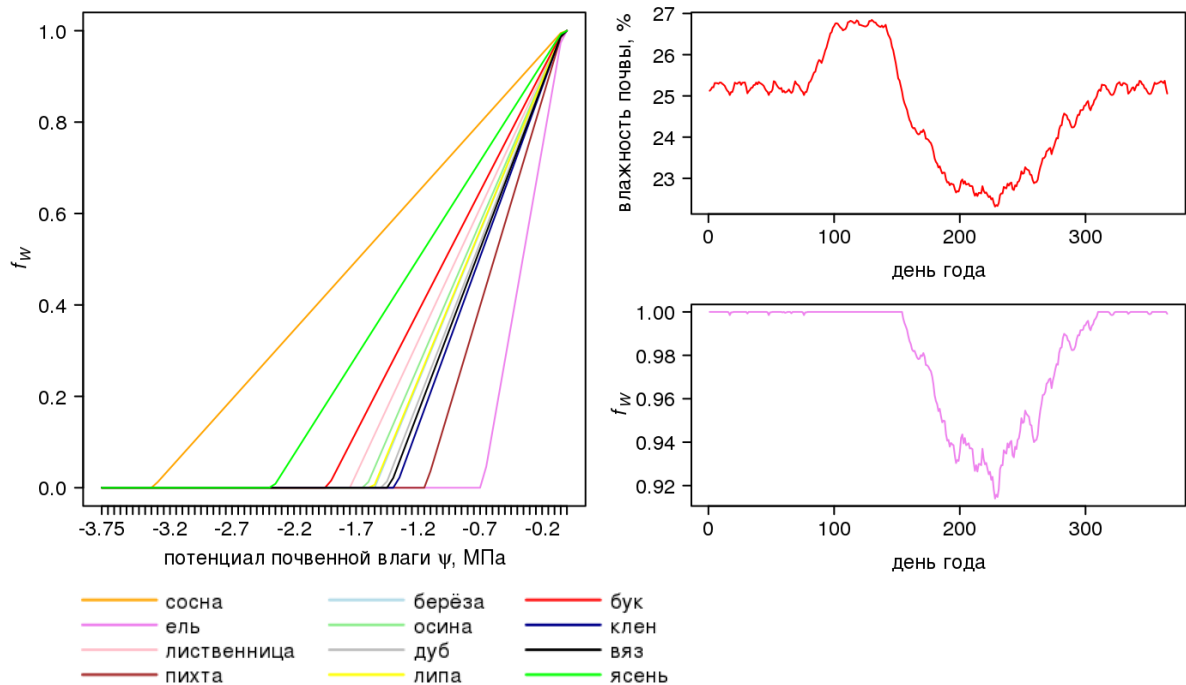 1.0
0.8
0.6
0.4
0.2
0.0
fw
-3.75 -3.2 -2.7 -2.2 -1.7 -1.2 -0.7 -0.2
потенциал почвенной влаги ψ, МПа
27
26
25
24
23
влажность почвы, %
0 100 200 300
день года
1.00
0.98
0.96
0.94
0.92
fw
0 100 200 300
день года
сосна берёза бук
ель осина клен
лиственница дуб вяз
пихта липа ясень